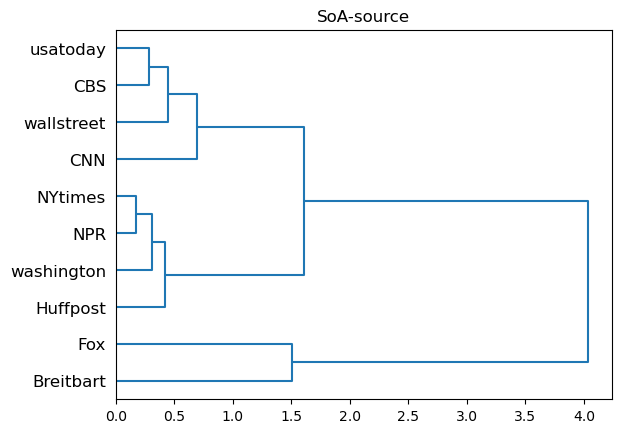 SoA-source
usatoday
CBS
wallstreet
CNN
NYtimes
NPR
washington
Huffpost
Fox
Breitbart
0.0 0.5 1.0 1.5 2.0 2.5 3.0 3.5 4.0